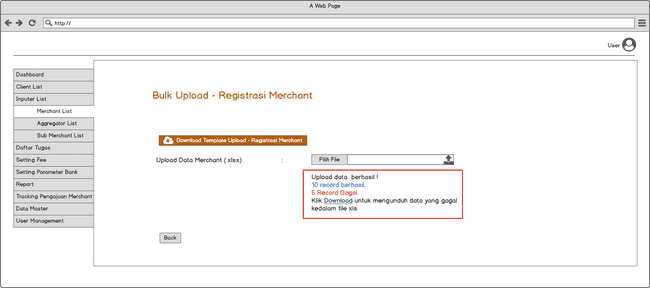 A Web Page
http://
User
Dashboard
Client List
Inputer List
Merchant List
Aggregator List
Sub Merchant List
Daftar Tugas
Setting Fee
Setting Parameter Bank
Report
Tracking Pengajuan Merchant
Data Master
User Management
Bulk Upload - Registrasi Merchant
Download Template Upload - Registrasi Merchant
Upload Data Merchant (.xlsx) :
Pilih File
Upload data berhasil !
10 record berhasil.
5 Record Gagal.
Klik Download untuk mengunduh data yang gagal
kedalam file xls.
Back